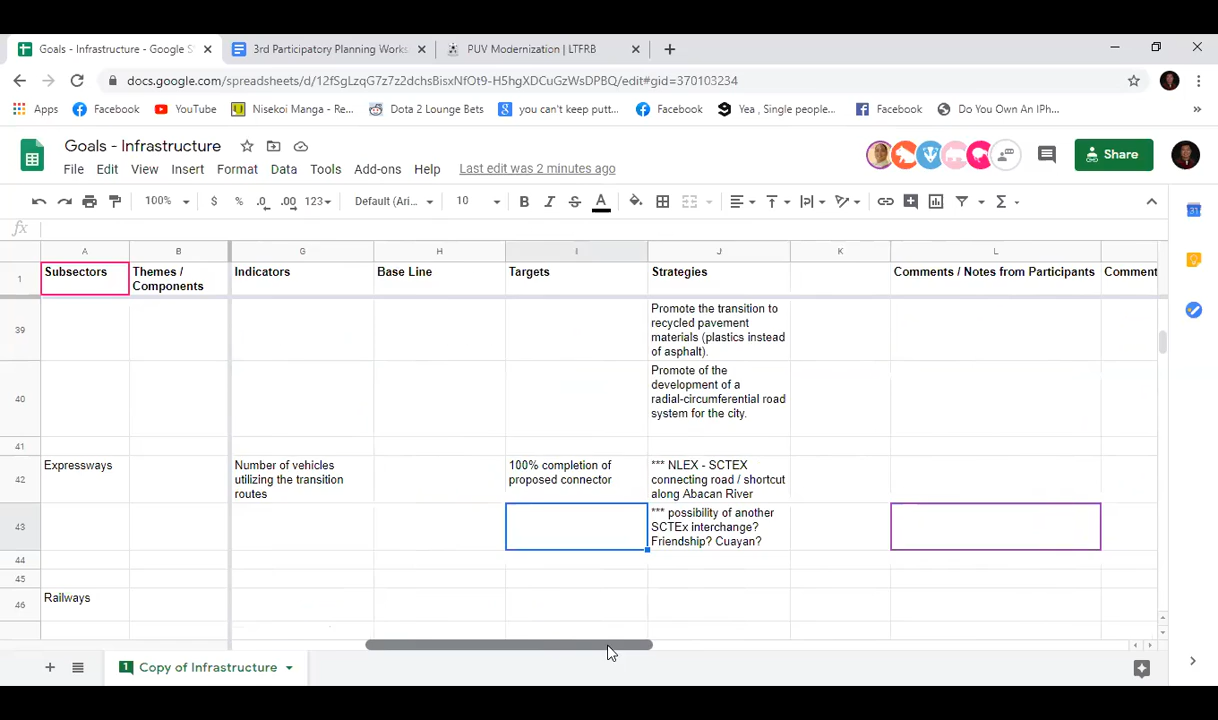 Goals - Infrastructure - Google S
3rd Participatory Planning Works
PUV Modernization | LTFRB
docs.google.com/spreadsheets/d/12fSgLzqG7z7z2dchsBisxNfOt9-H5hgXDCuGzWsDPBQ/edit#gid=370103234
Apps Facebook YouTube Nisekoi Manga - Re... Dota 2 Lounge Bets you can't keep putt... Facebook Yea , Single people... Facebook Do You Own An IPh... »
Goals - Infrastructure
Share
File Edit View Insert Format Data Tools Add-ons Help Last edit was 2 minutes ago
100% $ % .0 .00 123 Default (Ari... 10 B I S A
fx
A B G H I J K L
1 Subsectors Themes / Indicators Base Line Targets Strategies Comments / Notes from Participants Comment
Components
39
Promote the transition to
recycled pavement
materials (plastics instead
of asphalt).
40
Promote of the
development of a
radial-circumferential road
system for the city.
41
42
Expressways
Number of vehicles
utilizing the transition
routes
100% completion of
proposed connector
*** NLEX - SCTEX
connecting road / shortcut
along Abacan River
43
*** possibility of another
SCTEx interchange?
Friendship? Cuayan?
44
45
46
Railways
1 Copy of Infrastructure
31